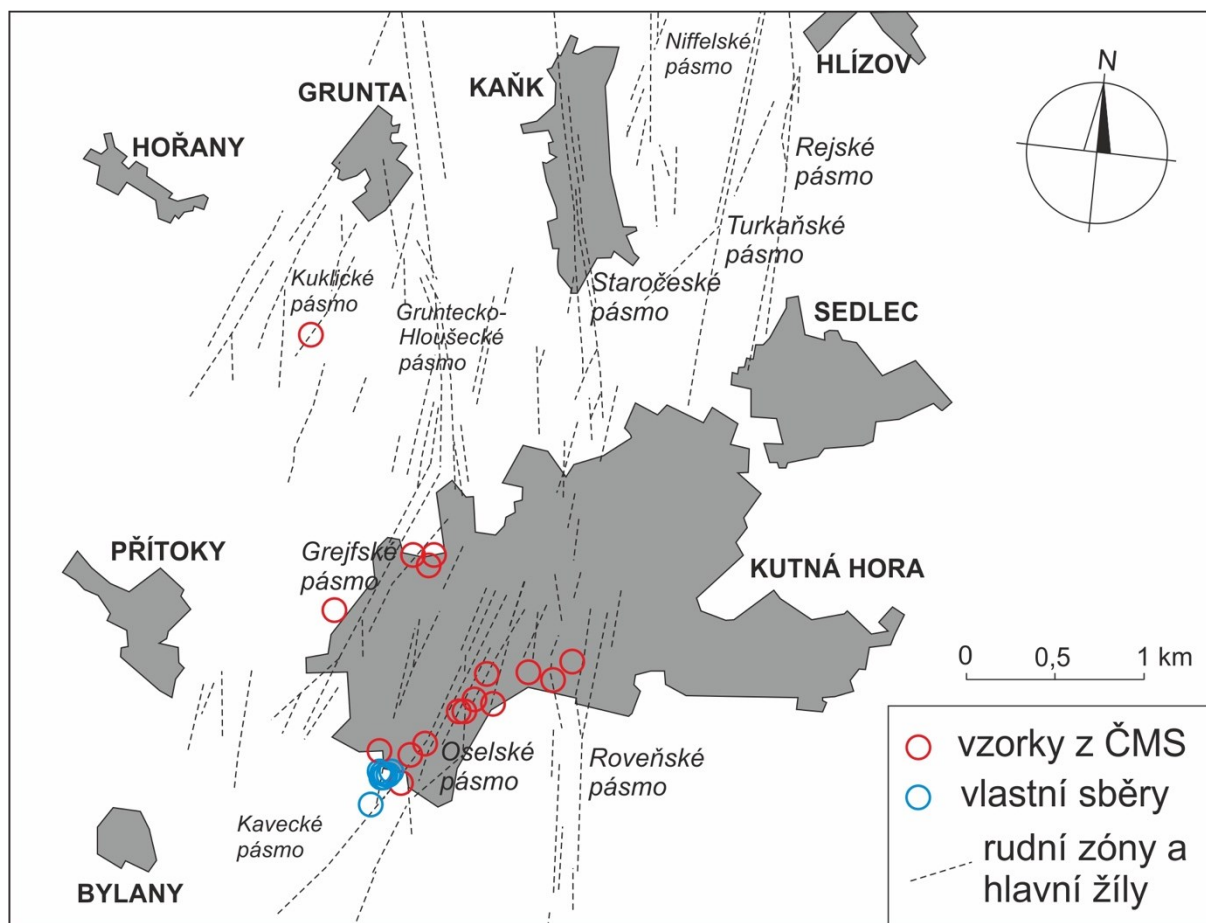 Niffelské
pásmo
HLÍZOV
N
KAŇK
GRUNTA
HOŘANY
Rejské
pásmo
Turkaňské
pásmo
Kuklické
pásmo
Staročeské
pásmo
Gruntecko-
Hloušecké
pásmo
SEDLEC
PŘÍTOKY
Grejfské
pásmo
KUTNÁ HORA
0 0,5 1 km
Oselské
pásmo
Roveňské
pásmo
Kavecké
pásmo
BYLANY
vzorky z ČMS
vlastní sběry
rudní zóny a
hlavní žíly